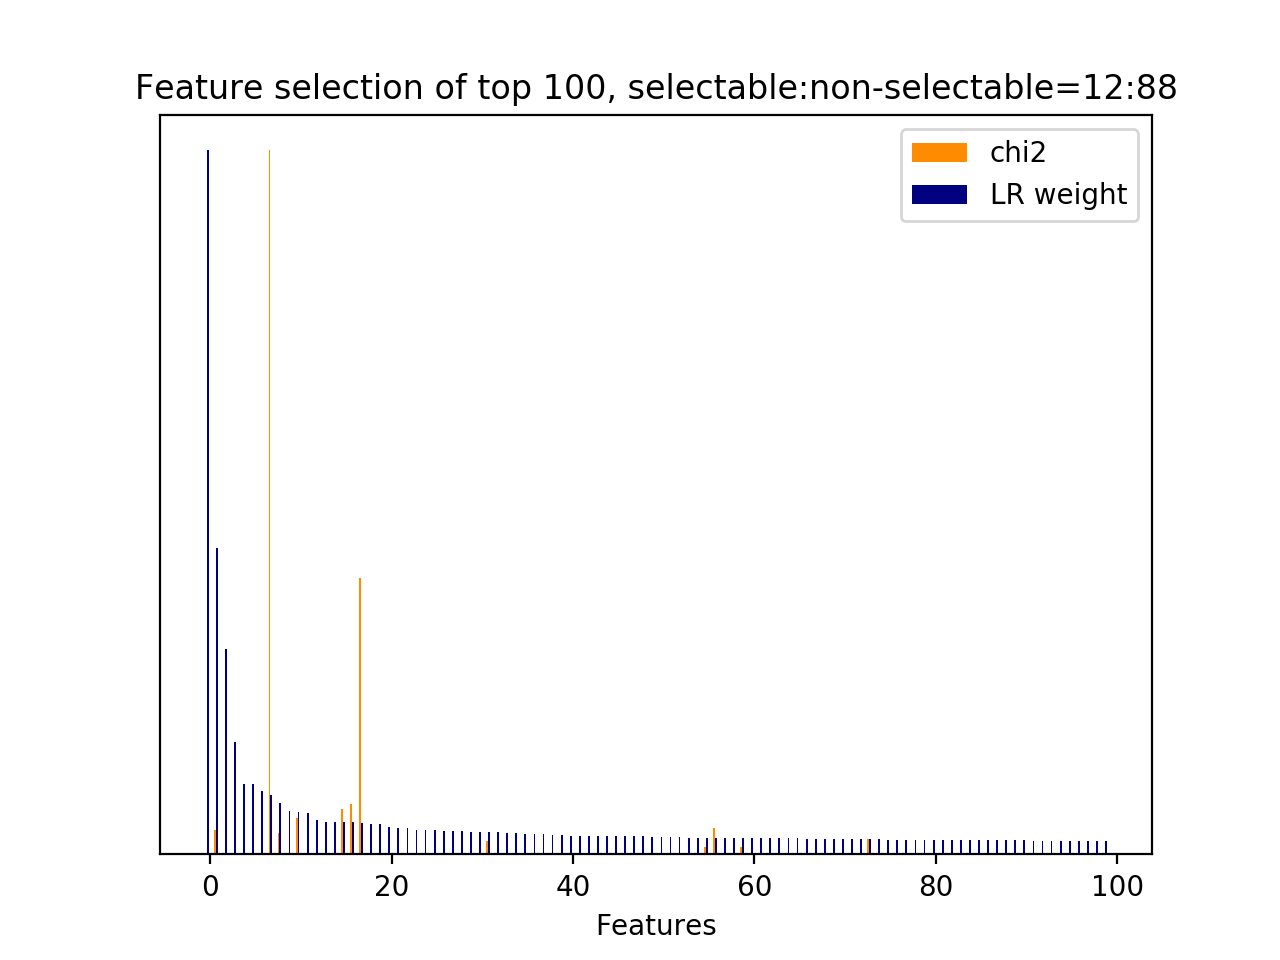 Feature selection of top 100, selectable:non-selectable=12:88
chi2
LR weight
0 20 40 60 80 100
Features